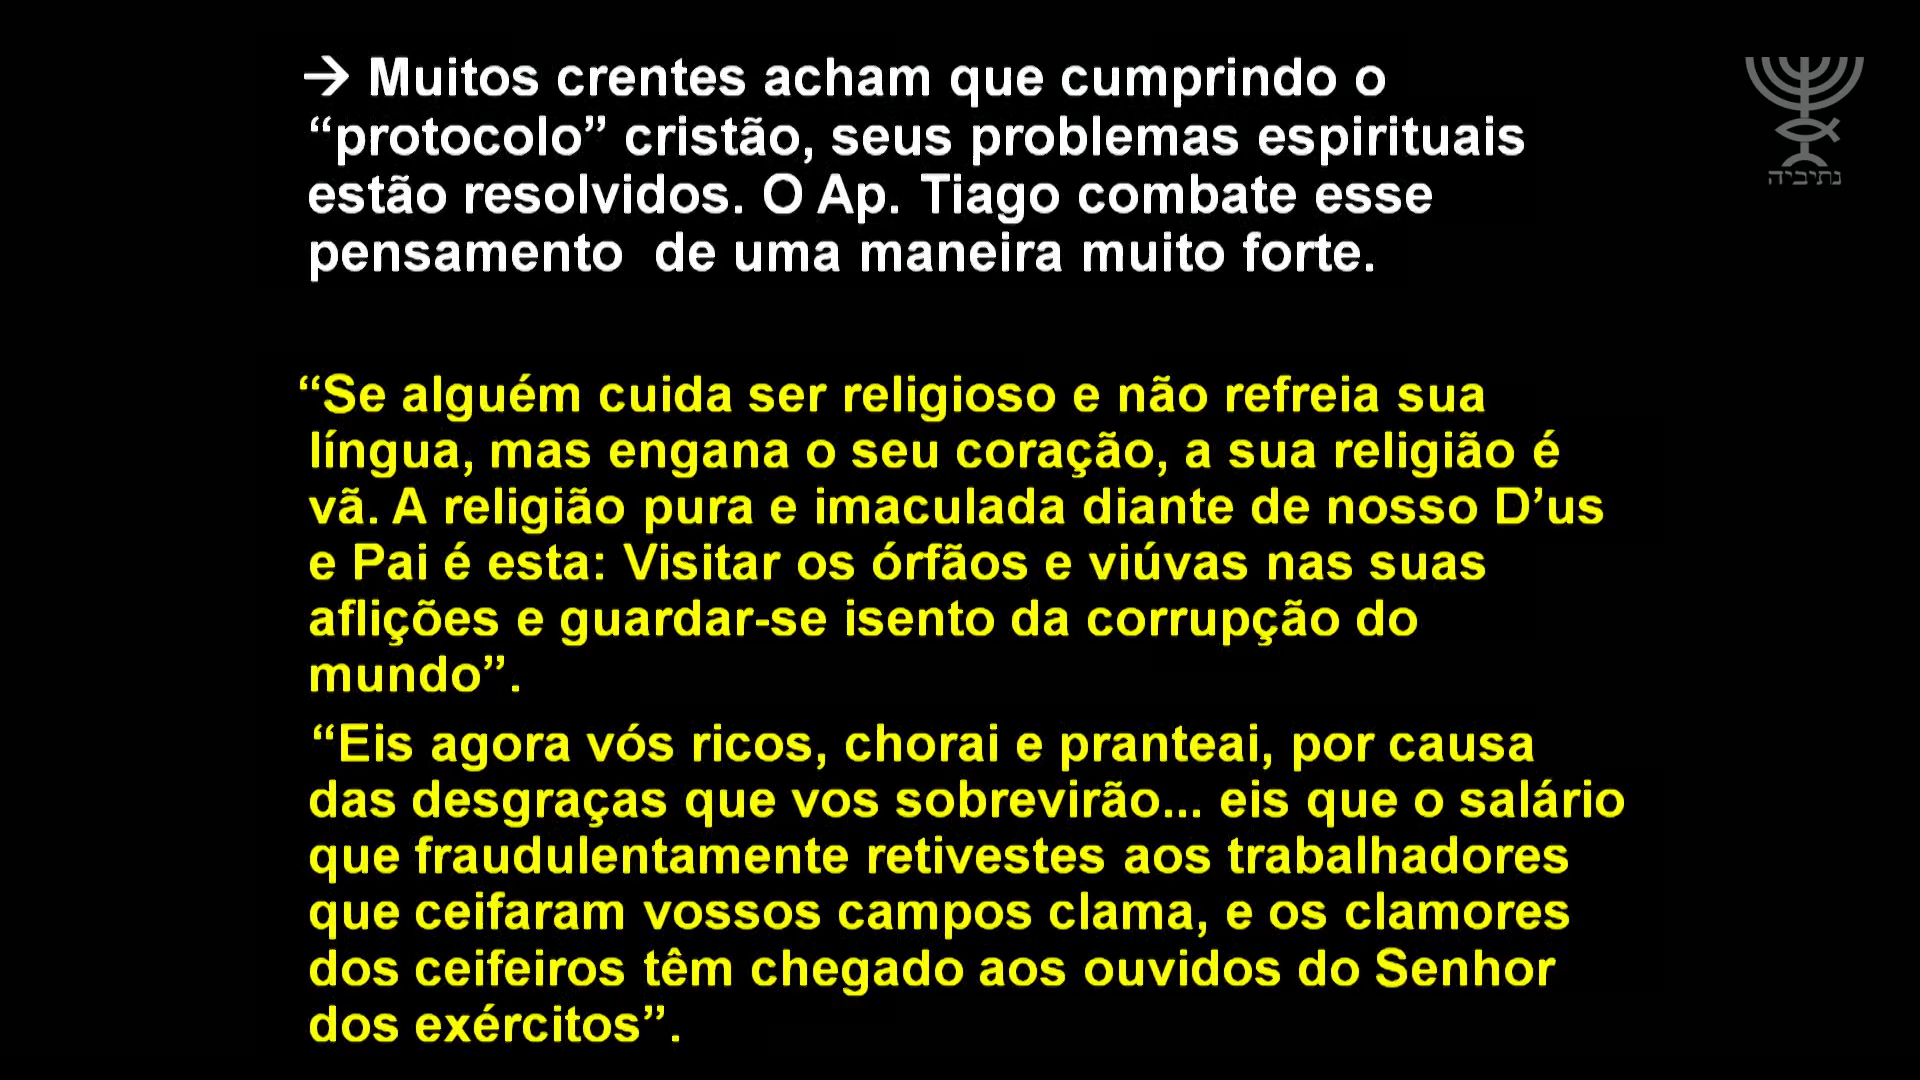 → Muitos crentes acham que cumprindo o
“protocolo” cristão, seus problemas espirituais
estão resolvidos. O Ap. Tiago combate esse
pensamento  de uma maneira muito forte.
נתיביה
“Se alguém cuida ser religioso e não refreia sua
língua, mas engana o seu coração, a sua religião é
vã. A religião pura e imaculada diante de nosso D’us
e Pai é esta: Visitar os órfãos e viúvas nas suas
aflições e guardar-se isento da corrupção do
mundo”.
“Eis agora vós ricos, chorai e pranteai, por causa
das desgraças que vos sobrevirão... eis que o salário
que fraudulentamente retivestes aos trabalhadores
que ceifaram vossos campos clama, e os clamores
dos ceifeiros têm chegado aos ouvidos do Senhor
dos exércitos”.